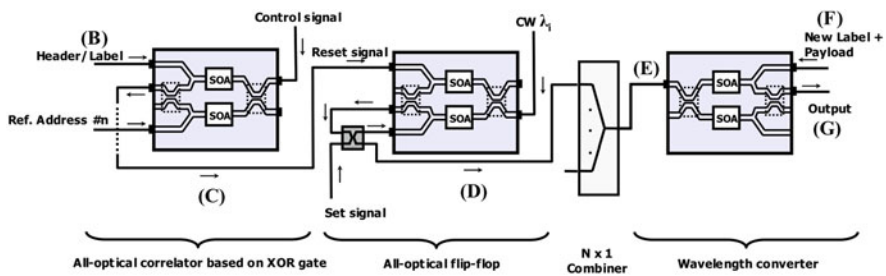 Control signal
CW λi
(F)
(B)
Header/Label
Reset signal
New Label +
Payload
(E)
SOA
SOA
SOA
SOA
SOA
SOA
Ref. Address #n
Output
(G)
(C)
(D)
Set signal
All-optical correlator based on XOR gate
All-optical flip-flop
N x 1
Combiner
Wavelength converter